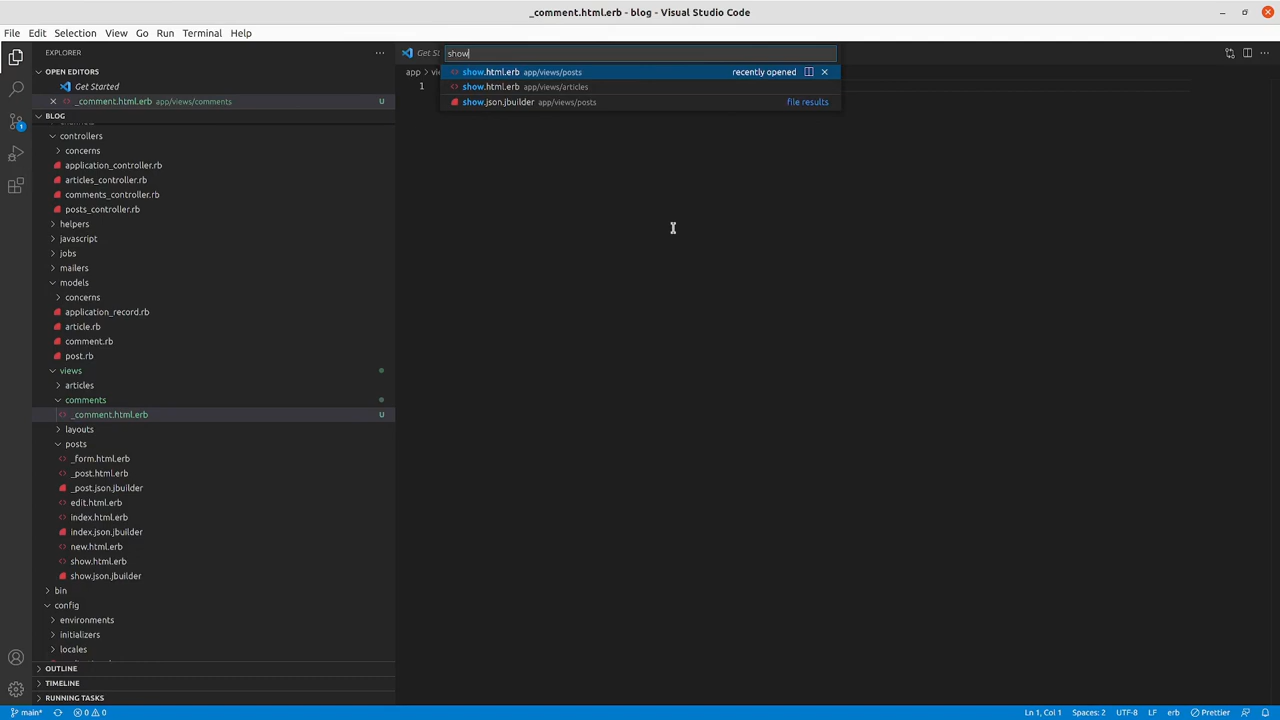 _comment.html.erb - blog - Visual Studio Code
File Edit Selection View Go Run Terminal Help
EXPLORER
Get St
show
app vi
show.html.erb app/views/posts recently opened
show.html.erb app/views/articles
show.json.jbuilder app/views/posts file results
1
OPEN EDITORS
Get Started
_comment.html.erb app/views/comments U
BLOG
controllers
concerns
application_controller.rb
articles_controller.rb
comments_controller.rb
posts_controller.rb
helpers
javascript
jobs
mailers
models
concerns
application_record.rb
article.rb
comment.rb
post.rb
views
articles
comments
_comment.html.erb U
layouts
posts
_form.html.erb
_post.html.erb
_post.json.jbuilder
edit.html.erb
index.html.erb
index.json.jbuilder
new.html.erb
show.html.erb
show.json.jbuilder
bin
config
environments
initializers
locales
OUTLINE
TIMELINE
RUNNING TASKS
1
main* 0 0 Ln 1, Col 1 Spaces: 2 UTF-8 LF erb Prettier